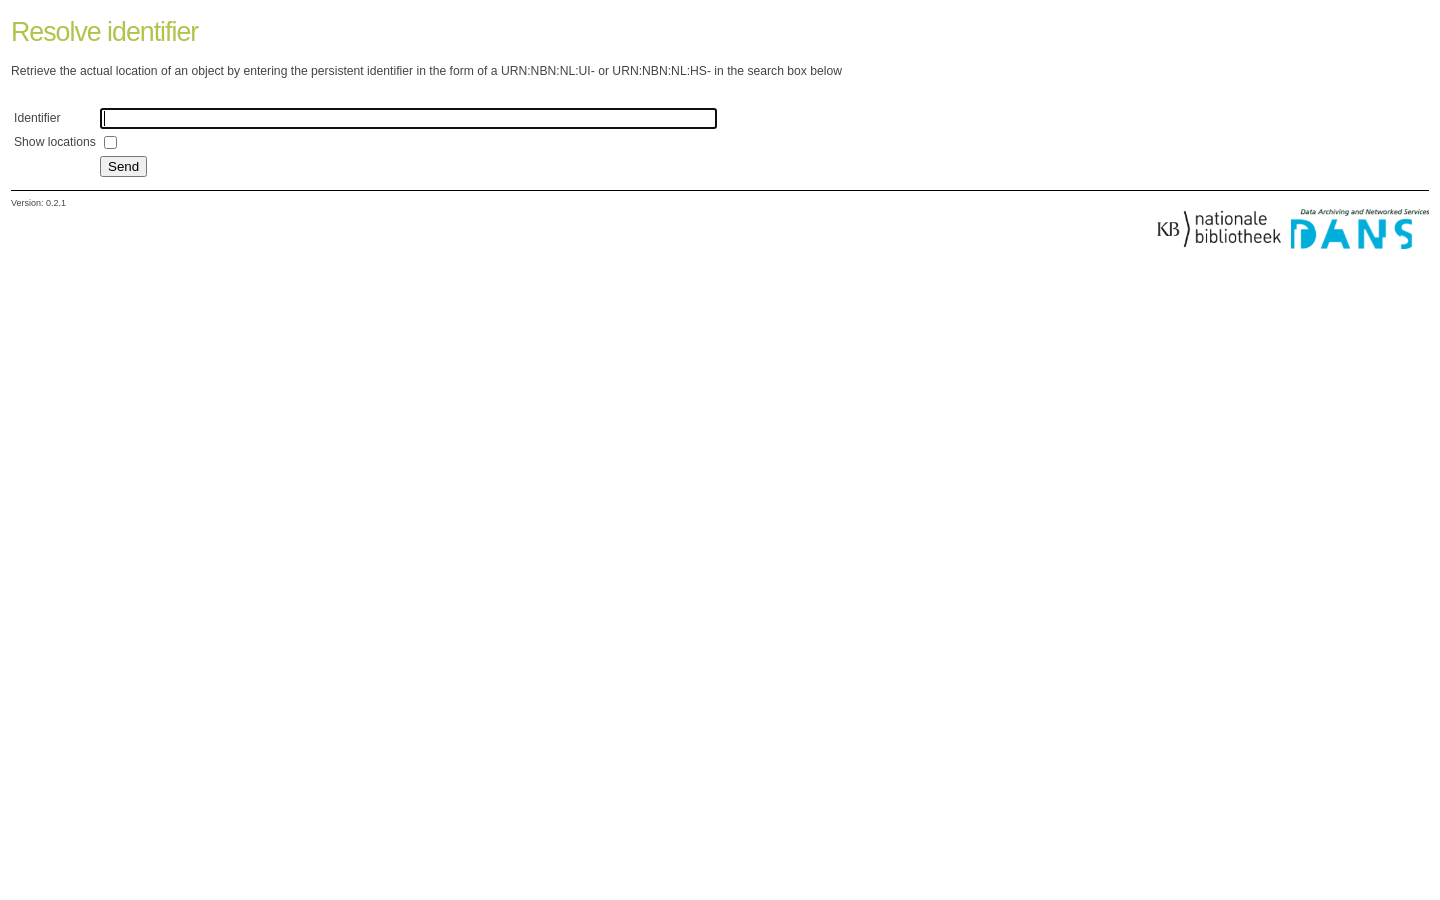 Resolve identifier
Retrieve the actual location of an object by entering the persistent identifier in the form of a URN:NBN:NL:UI- or URN:NBN:NL:HS- in the search box below
Identifier
Show locations
Send
Version: 0.2.1
KB nationale bibliotheek
Data Archiving and Networked Services
DANS